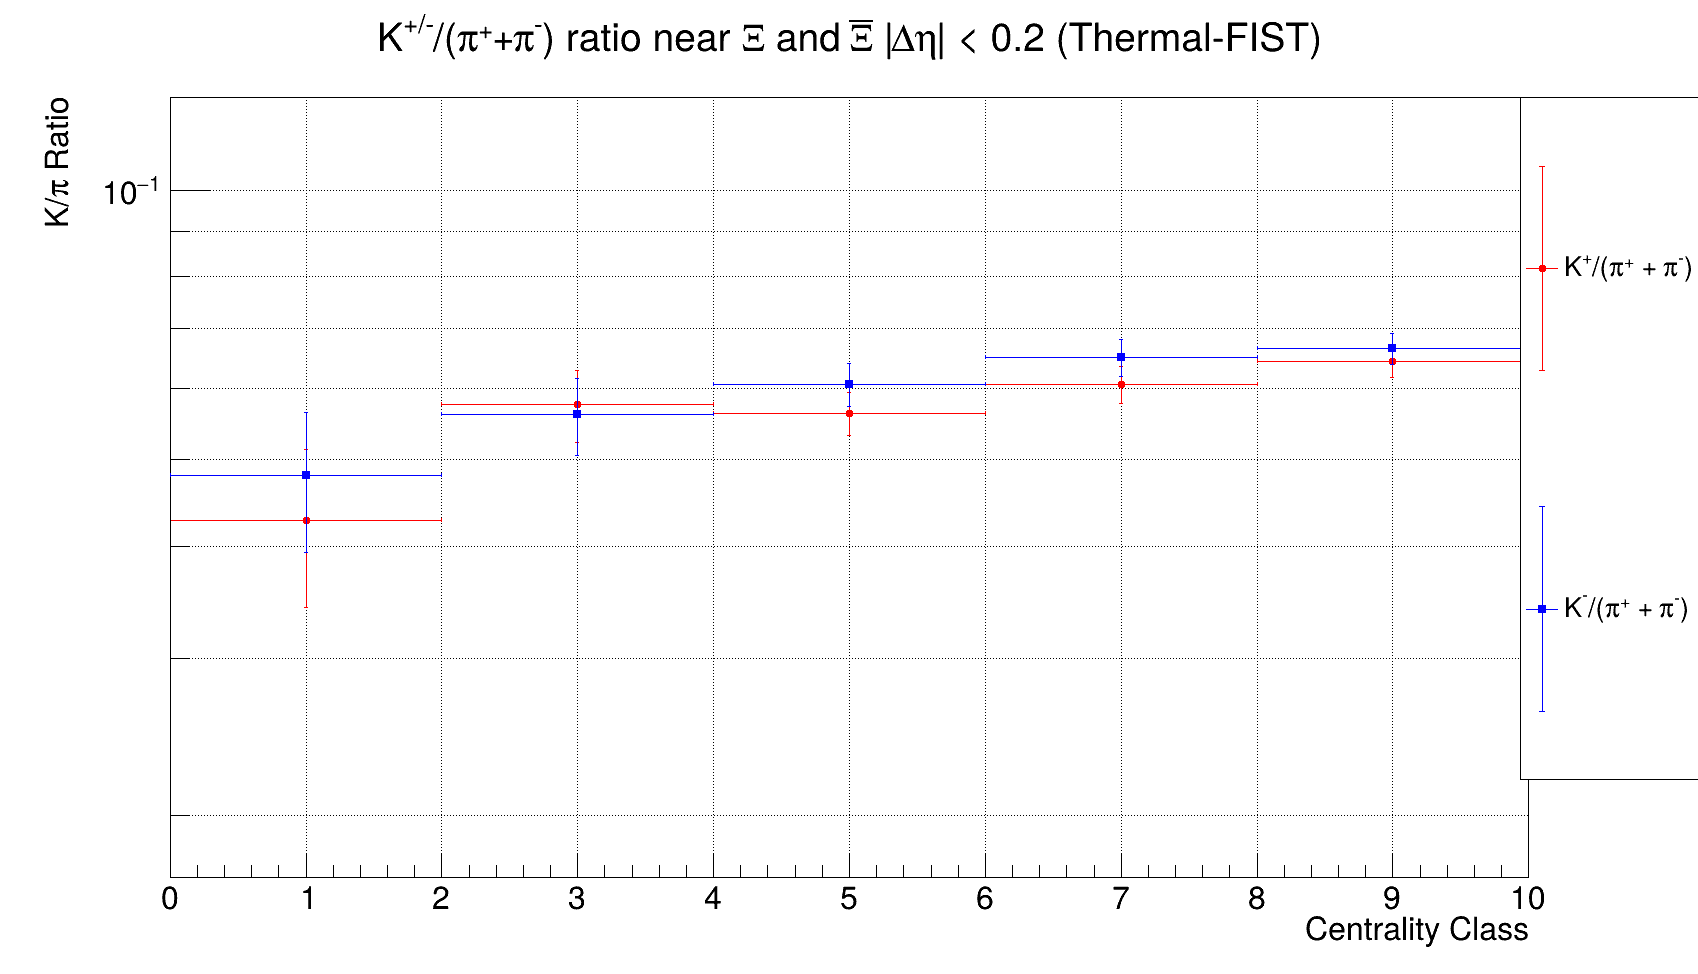 K⁺/⁻/(π⁺+π⁻) ratio near Ξ and Ξ̅ |Δη| < 0.2 (Thermal-FIST)
K/π Ratio
10⁻¹
K⁺/(π⁺ + π⁻)
K⁻/(π⁺ + π⁻)
0 1 2 3 4 5 6 7 8 9 10
Centrality Class